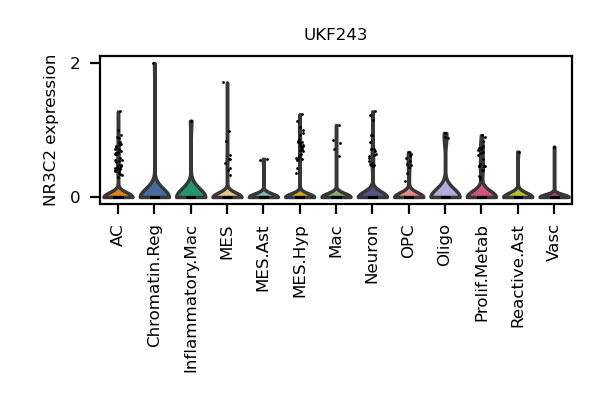 UKF243
NR3C2 expression
2
0
AC
Chromatin.Reg
Inflammatory.Mac
MES
MES.Ast
MES.Hyp
Mac
Neuron
OPC
Oligo
Prolif.Metab
Reactive.Ast
Vasc